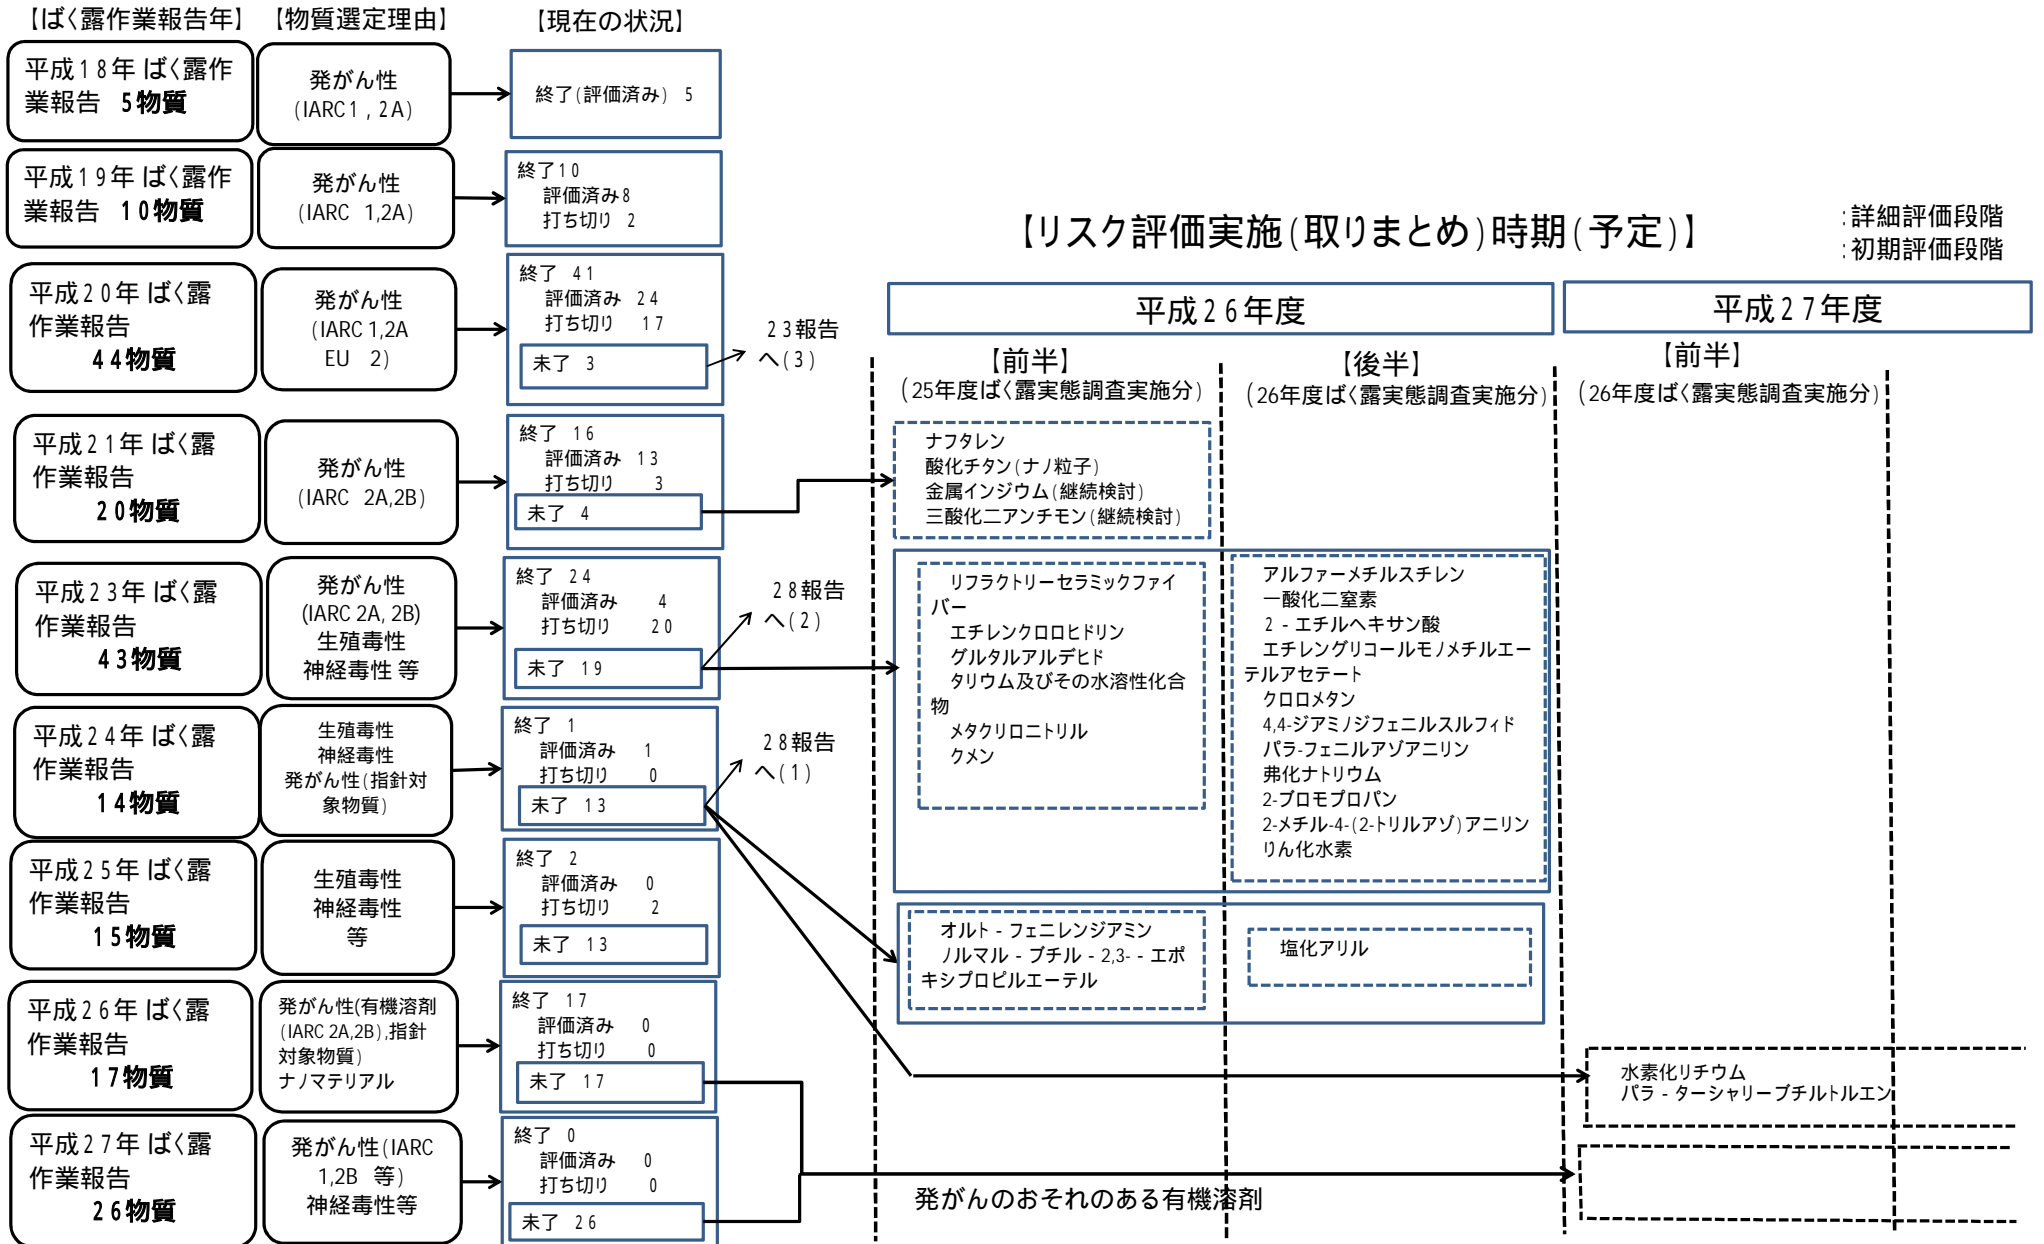 【ばく露作業報告年】
【物質選定理由】
【現在の状況】
平成18年 ばく露作
業報告 5物質
発がん性
(IARC1 , 2A)
終了(評価済み) 5
平成19年 ばく露作
業報告 10物質
発がん性
(IARC 1,2A)
終了10
評価済み8
打ち切り 2
【リスク評価実施(取りまとめ)時期(予定)】
:詳細評価段階
:初期評価段階
平成20年 ばく露
作業報告
44物質
発がん性
(IARC 1,2A
EU 2)
終了 41
評価済み 24
打ち切り 17
未了 3
23報告
へ(3)
平成26年度
平成27年度
【前半】
(25年度ばく露実態調査実施分)
【後半】
(26年度ばく露実態調査実施分)
【前半】
(26年度ばく露実態調査実施分)
平成21年 ばく露
作業報告
20物質
発がん性
(IARC 2A,2B)
終了 16
評価済み 13
打ち切り 3
未了 4
ナフタレン
酸化チタン(ナノ粒子)
金属インジウム(継続検討)
三酸化二アンチモン(継続検討)
平成23年 ばく露
作業報告
43物質
発がん性
(IARC 2A, 2B)
生殖毒性
神経毒性 等
終了 24
評価済み 4
打ち切り 20
未了 19
28報告
へ(2)
リフラクトリーセラミックファイ
バー
エチレンクロロヒドリン
グルタルアルデヒド
タリウム及びその水溶性化合
物
メタクリロニトリル
クメン
アルファーメチルスチレン
一酸化二窒素
2 - エチルヘキサン酸
エチレングリコールモノメチルエー
テルアセテート
クロロメタン
4,4-ジアミノジフェニルスルフィド
パラ-フェニルアゾアニリン
弗化ナトリウム
2-ブロモプロパン
2-メチル-4-(2-トリルアゾ)アニリン
りん化水素
平成24年 ばく露
作業報告
14物質
生殖毒性
神経毒性
発がん性(指針対
象物質)
終了 1
評価済み 1
打ち切り 0
未了 13
28報告
へ(1)
平成25年 ばく露
作業報告
15物質
生殖毒性
神経毒性
等
終了 2
評価済み 0
打ち切り 2
未了 13
オルト - フェニレンジアミン
ノルマル - ブチル - 2,3- - エポ
キシプロピルエーテル
塩化アリル
平成26年 ばく露
作業報告
17物質
発がん性(有機溶剤
(IARC 2A,2B),指針
対象物質)
ナノマテリアル
終了 17
評価済み 0
打ち切り 0
未了 17
水素化リチウム
パラ - ターシャリーブチルトルエン
平成27年 ばく露
作業報告
26物質
発がん性(IARC
1,2B 等)
神経毒性等
終了 0
評価済み 0
打ち切り 0
未了 26
発がんのおそれのある有機溶剤